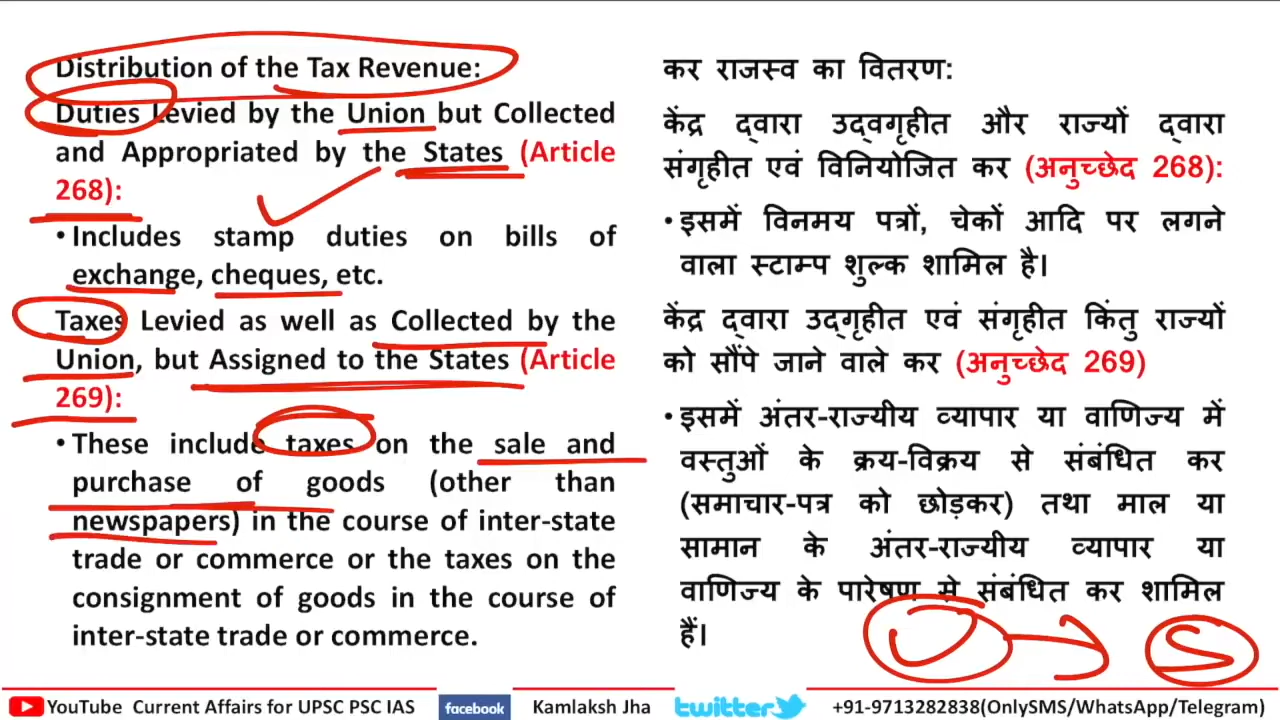 Distribution of the Tax Revenue:
Duties Levied by the Union but Collected
and Appropriated by the States (Article
268):
• Includes stamp duties on bills of
exchange, cheques, etc.
Taxes Levied as well as Collected by the
Union, but Assigned to the States (Article
269):
• These include taxes on the sale and
purchase of goods (other than
newspapers) in the course of inter-state
trade or commerce or the taxes on the
consignment of goods in the course of
inter-state trade or commerce.
कर राजस्व का वितरण:
केंद्र द्वारा उद्वगृहीत और राज्यों द्वारा
संगृहीत एवं विनियोजित कर (अनुच्छेद 268):
• इसमें विनमय पत्रों, चेकों आदि पर लगने
वाला स्टाम्प शुल्क शामिल है।
केंद्र द्वारा उद्गृहीत एवं संगृहीत किंतु राज्यों
को सौंपे जाने वाले कर (अनुच्छेद 269)
• इसमें अंतर-राज्यीय व्यापार या वाणिज्य में
वस्तुओं के क्रय-विक्रय से संबंधित कर
(समाचार-पत्र को छोड़कर) तथा माल या
सामान के अंतर-राज्यीय व्यापार या
वाणिज्य के पारेषण से संबंधित कर शामिल
हैं।
U → S
YouTube Current Affairs for UPSC PSC IAS facebook Kamlaksh Jha twitter +91-9713282838(OnlySMS/WhatsApp/Telegram)